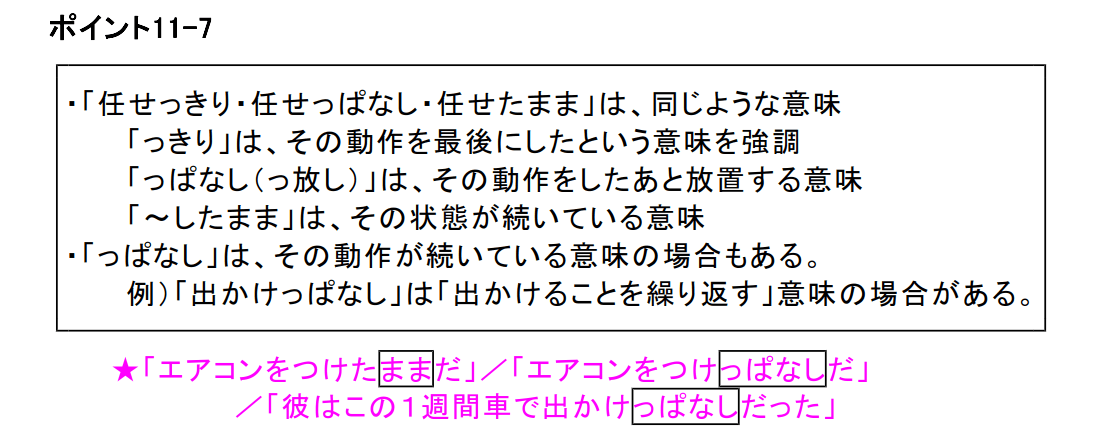 ポイント11-7
・「任せっきり・任せっぱなし・任せたまま」は、同じような意味
「っきり」は、その動作を最後にしたという意味を強調
「っぱなし(っ放し)」は、その動作をしたあと放置する意味
「～したまま」は、その状態が続いている意味
・「っぱなし」は、その動作が続いている意味の場合もある。
例)「出かけっぱなし」は「出かけることを繰り返す」意味の場合がある。
★「エアコンをつけたままだ」／「エアコンをつけっぱなしだ」
／「彼はこの１週間車で出かけっぱなしだった」